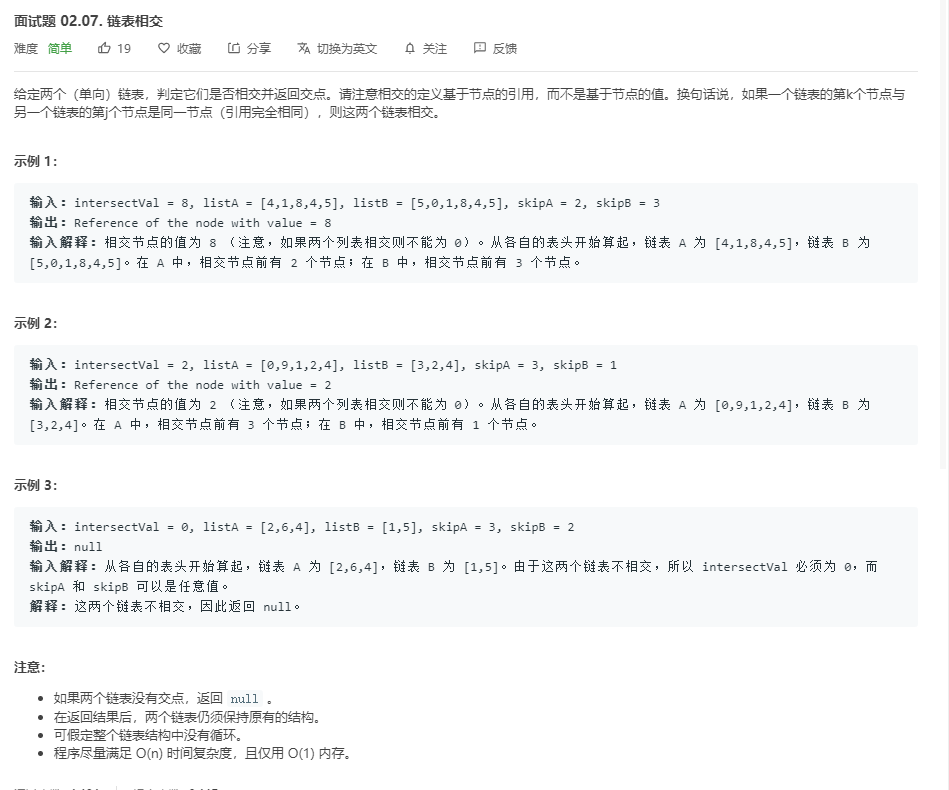 面试题 02.07. 链表相交
难度 简单 19 收藏 分享 切换为英文 关注 反馈
给定两个（单向）链表，判定它们是否相交并返回交点。请注意相交的定义基于节点的引用，而不是基于节点的值。换句话说，如果一个链表的第k个节点与
另一个链表的第j个节点是同一节点（引用完全相同），则这两个链表相交。
示例 1：
输入：intersectVal = 8, listA = [4,1,8,4,5], listB = [5,0,1,8,4,5], skipA = 2, skipB = 3
输出：Reference of the node with value = 8
输入解释：相交节点的值为 8 （注意，如果两个列表相交则不能为 0）。从各自的表头开始算起，链表 A 为 [4,1,8,4,5]，链表 B 为
[5,0,1,8,4,5]。在 A 中，相交节点前有 2 个节点；在 B 中，相交节点前有 3 个节点。
示例 2：
输入：intersectVal = 2, listA = [0,9,1,2,4], listB = [3,2,4], skipA = 3, skipB = 1
输出：Reference of the node with value = 2
输入解释：相交节点的值为 2 （注意，如果两个列表相交则不能为 0）。从各自的表头开始算起，链表 A 为 [0,9,1,2,4]，链表 B 为
[3,2,4]。在 A 中，相交节点前有 3 个节点；在 B 中，相交节点前有 1 个节点。
示例 3：
输入：intersectVal = 0, listA = [2,6,4], listB = [1,5], skipA = 3, skipB = 2
输出：null
输入解释：从各自的表头开始算起，链表 A 为 [2,6,4]，链表 B 为 [1,5]。由于这两个链表不相交，所以 intersectVal 必须为 0，而
skipA 和 skipB 可以是任意值。
解释：这两个链表不相交，因此返回 null。
注意：
如果两个链表没有交点，返回 null 。
在返回结果后，两个链表仍须保持原有的结构。
可假定整个链表结构中没有循环。
程序尽量满足 O(n) 时间复杂度，且仅用 O(1) 内存。